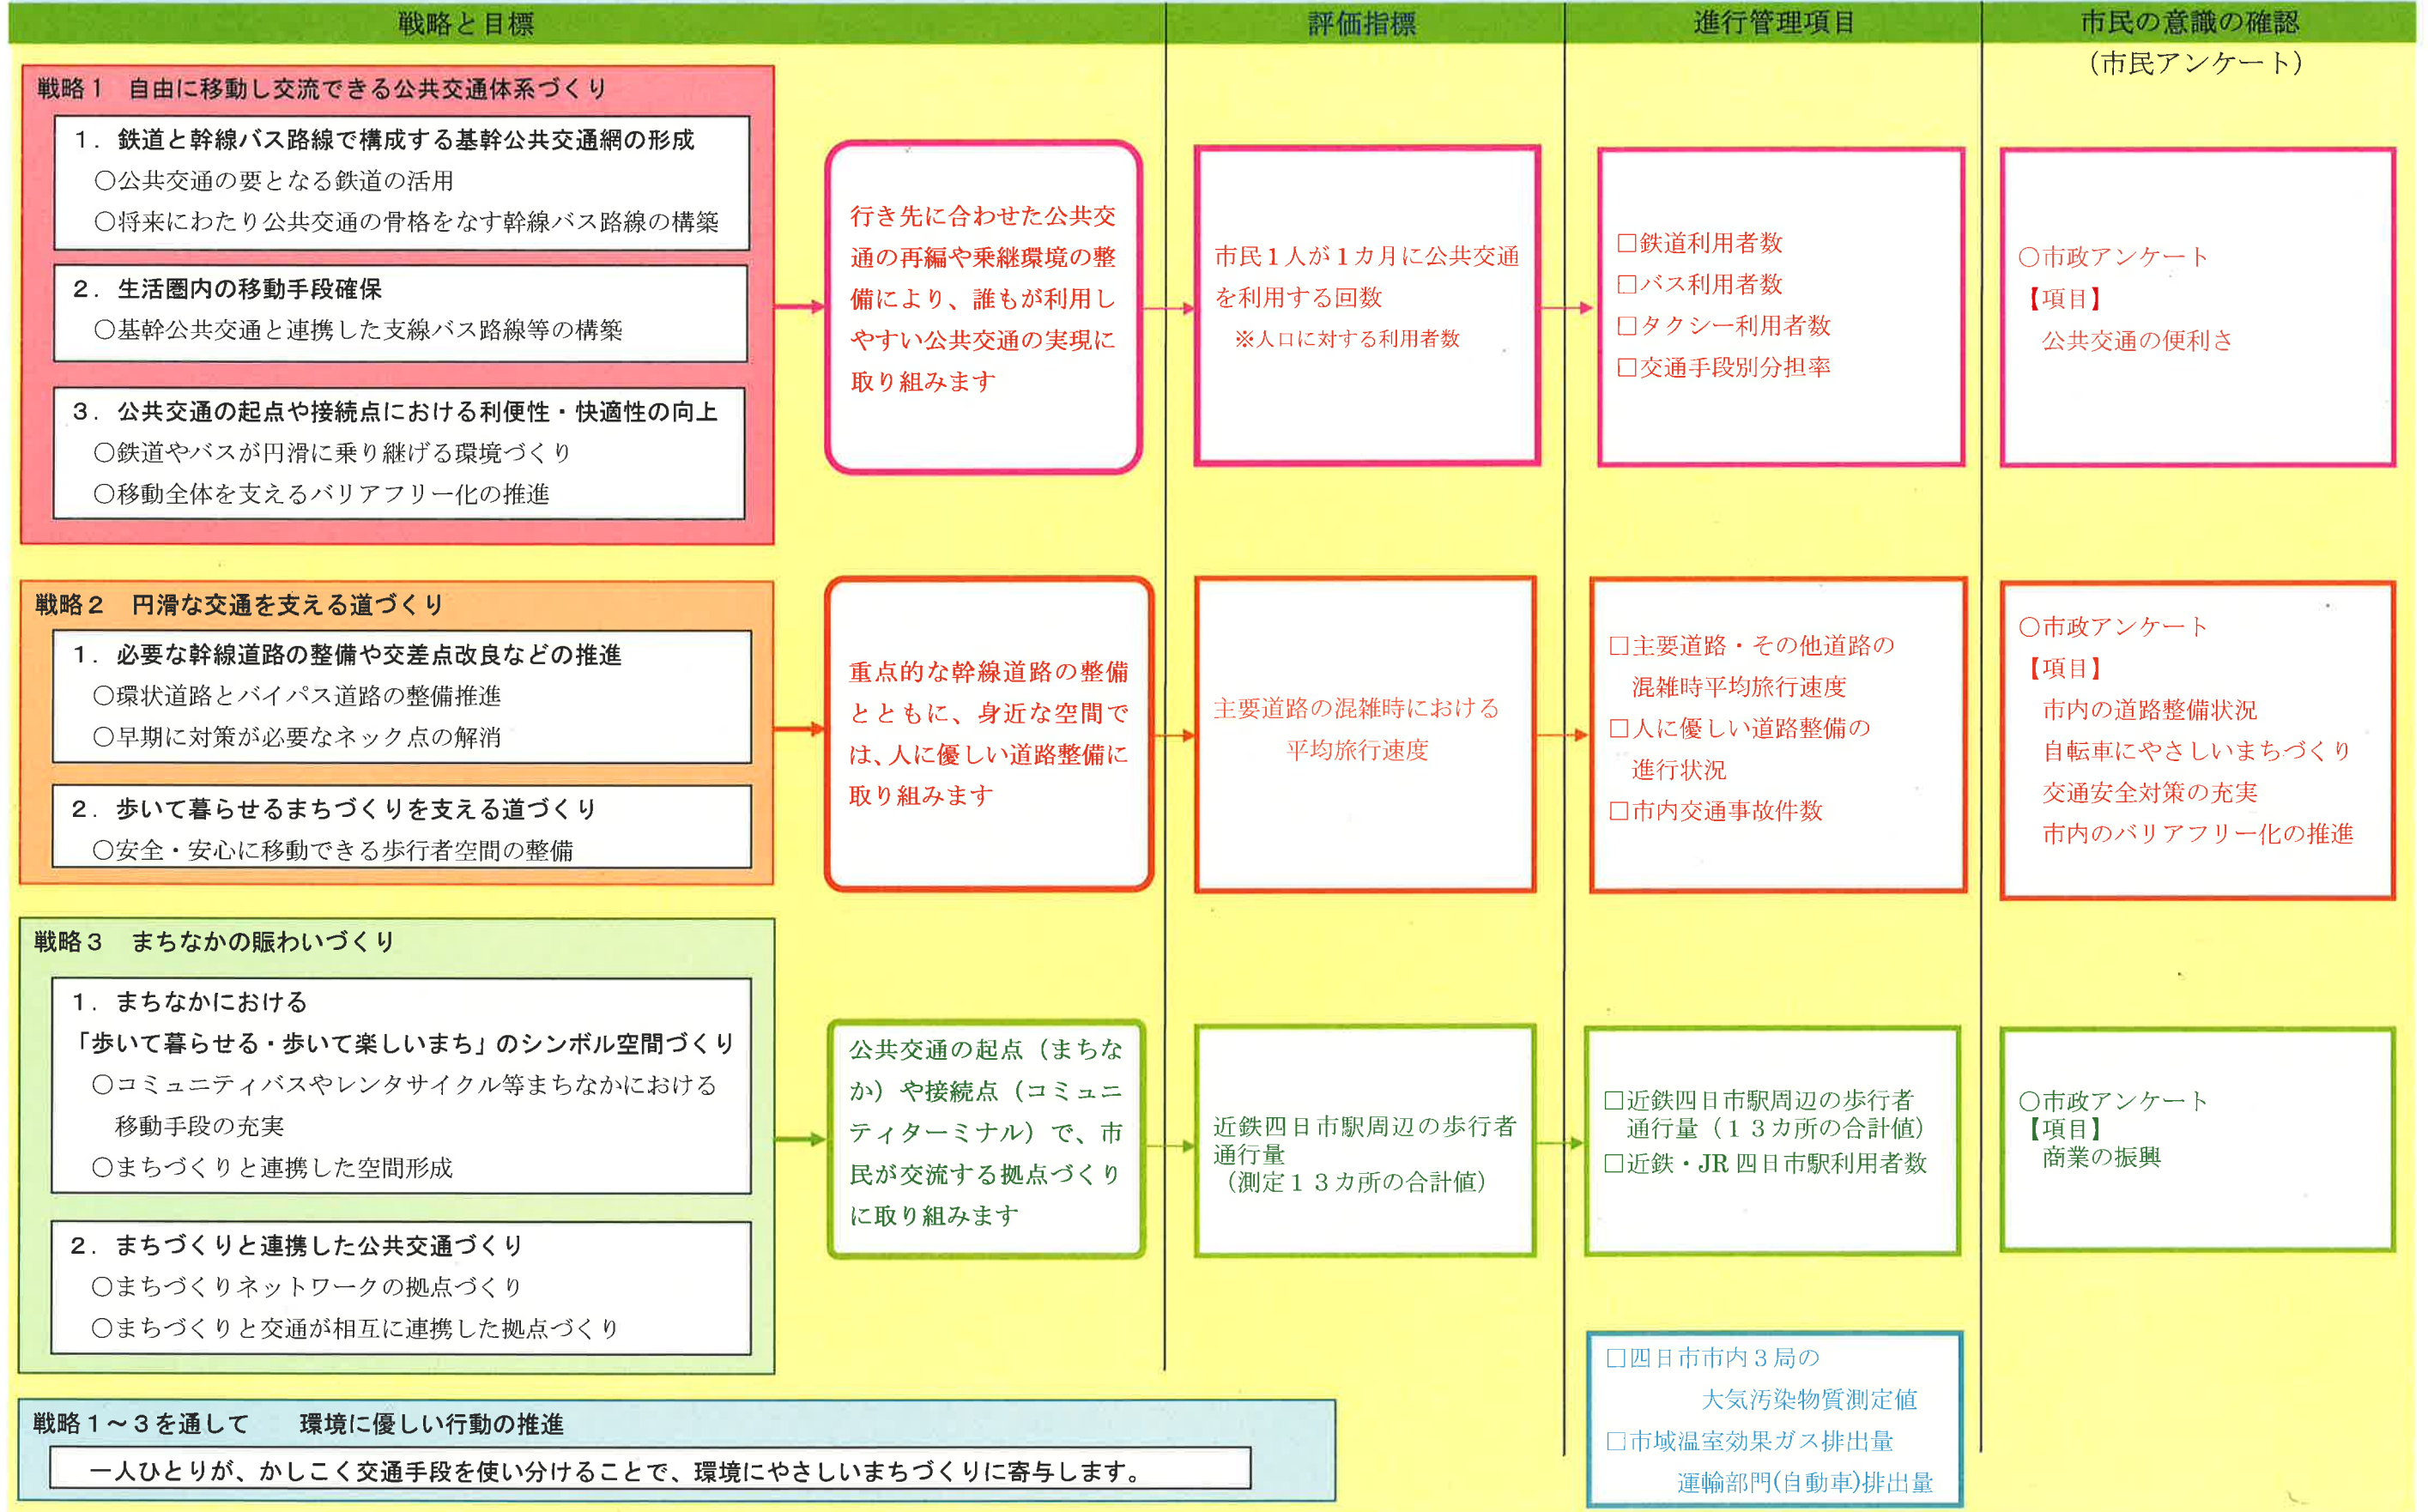 戦略と目標
評価指標
進行管理項目
市民の意識の確認
（市民アンケート）
戦略１　自由に移動し交流できる公共交通体系づくり
１．鉄道と幹線バス路線で構成する基幹公共交通網の形成
○公共交通の要となる鉄道の活用
○将来にわたり公共交通の骨格をなす幹線バス路線の構築
２．生活圏内の移動手段確保
○基幹公共交通と連携した支線バス路線等の構築
３．公共交通の起点や接続点における利便性・快適性の向上
○鉄道やバスが円滑に乗り継げる環境づくり
○移動全体を支えるバリアフリー化の推進
行き先に合わせた公共交
通の再編や乗継環境の整
備により、誰もが利用し
やすい公共交通の実現に
取り組みます
市民１人が１カ月に公共交通
を利用する回数
※人口に対する利用者数
□鉄道利用者数
□バス利用者数
□タクシー利用者数
□交通手段別分担率
○市政アンケート
【項目】
公共交通の便利さ
戦略２　円滑な交通を支える道づくり
１．必要な幹線道路の整備や交差点改良などの推進
○環状道路とバイパス道路の整備推進
○早期に対策が必要なネック点の解消
２．歩いて暮らせるまちづくりを支える道づくり
○安全・安心に移動できる歩行者空間の整備
重点的な幹線道路の整備
とともに、身近な空間で
は、人に優しい道路整備に
取り組みます
主要道路の混雑時における
平均旅行速度
□主要道路・その他道路の
混雑時平均旅行速度
□人に優しい道路整備の
進行状況
□市内交通事故件数
○市政アンケート
【項目】
市内の道路整備状況
自転車にやさしいまちづくり
交通安全対策の充実
市内のバリアフリー化の推進
戦略３　まちなかの賑わいづくり
１．まちなかにおける
「歩いて暮らせる・歩いて楽しいまち」のシンボル空間づくり
○コミュニティバスやレンタサイクル等まちなかにおける
移動手段の充実
○まちづくりと連携した空間形成
２．まちづくりと連携した公共交通づくり
○まちづくりネットワークの拠点づくり
○まちづくりと交通が相互に連携した拠点づくり
公共交通の起点（まちな
か）や接続点（コミュニ
ティターミナル）で、市
民が交流する拠点づくり
に取り組みます
近鉄四日市駅周辺の歩行者
通行量
（測定１３カ所の合計値）
□近鉄四日市駅周辺の歩行者
通行量（１３カ所の合計値）
□近鉄・JR四日市駅利用者数
○市政アンケート
【項目】
商業の振興
戦略１～３を通して　　環境に優しい行動の推進
一人ひとりが、かしこく交通手段を使い分けることで、環境にやさしいまちづくりに寄与します。
□四日市市内３局の
大気汚染物質測定値
□市域温室効果ガス排出量
運輸部門(自動車)排出量